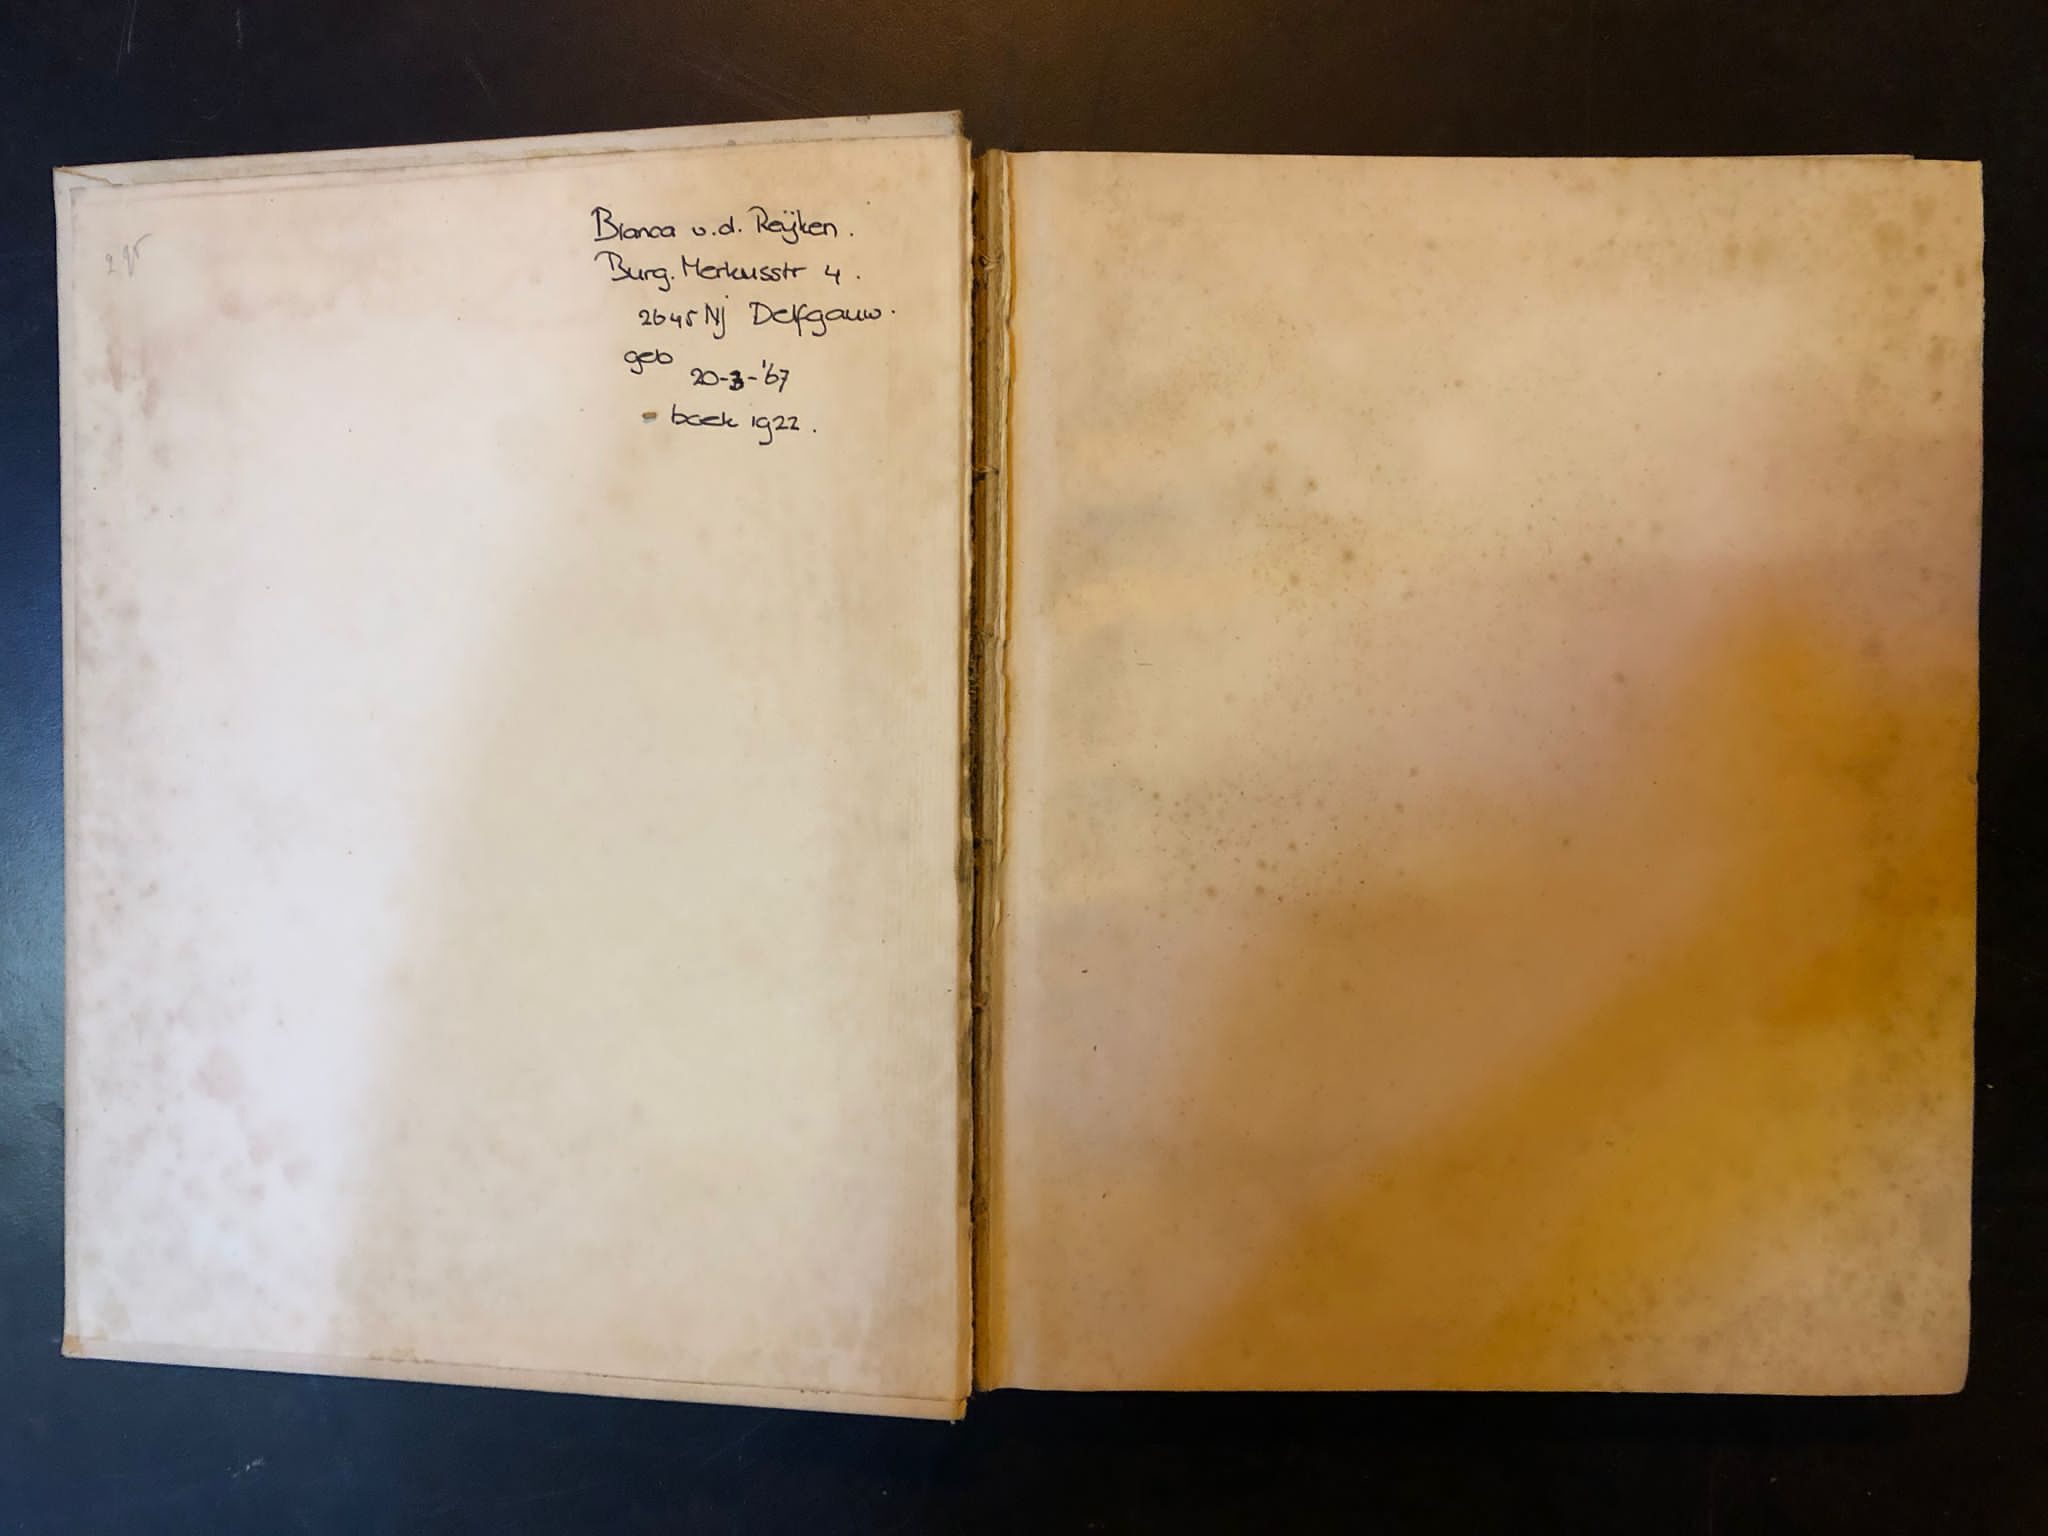 Bianca v.d. Reijken.
Burg. Merkusstr 4.
2645 Nj Delfgauw.
geb
20-3-'67
- boek 1922.